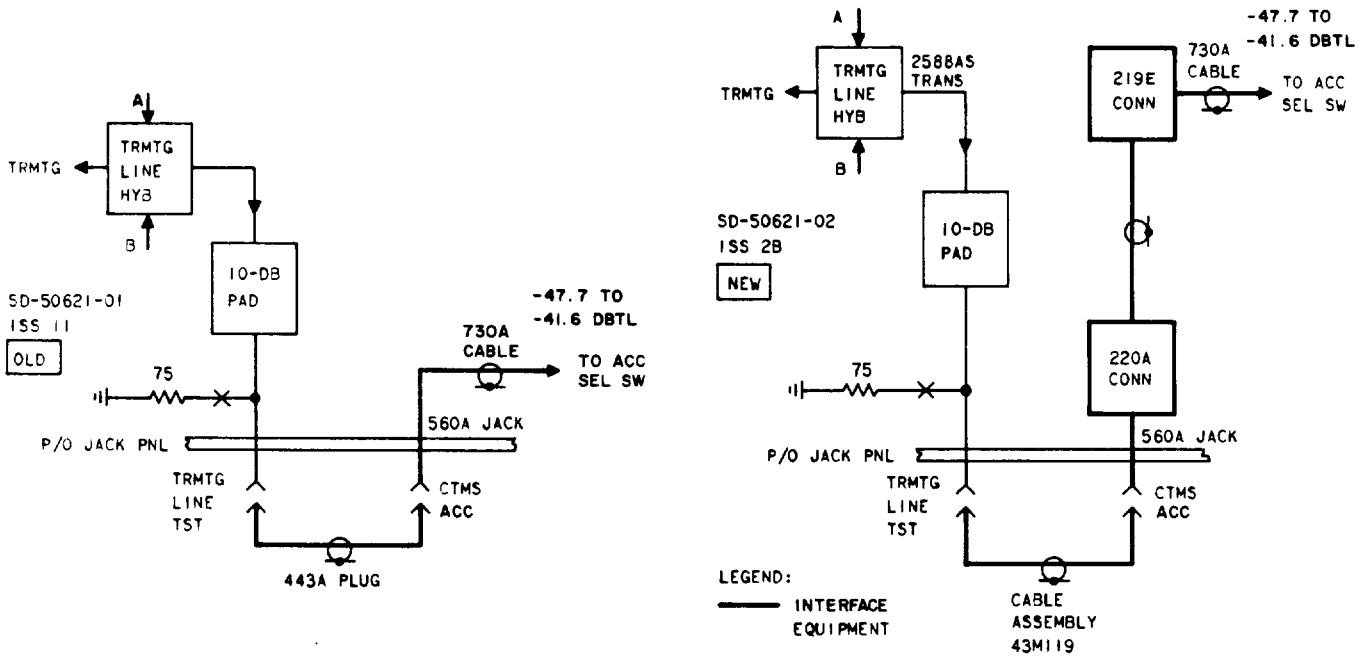 A
TRMTG
LINE
HYB
TRMTG
B
10-DB
PAD
SD-50621-01
ISS 11
OLD
75
-47.7 TO
-41.6 DBTL
730A
CABLE
TO ACC
SEL SW
560A JACK
P/O JACK PNL
TRMTG
LINE
TST
CTMS
ACC
443A PLUG
A
TRMTG
LINE
HYB
TRMTG
2588AS
TRANS
B
10-DB
PAD
SD-50621-02
ISS 2B
NEW
75
-47.7 TO
-41.6 DBTL
730A
CABLE
219E
CONN
TO ACC
SEL SW
220A
CONN
560A JACK
P/O JACK PNL
TRMTG
LINE
TST
CTMS
ACC
CABLE
ASSEMBLY
43M119
LEGEND:
INTERFACE
EQUIPMENT